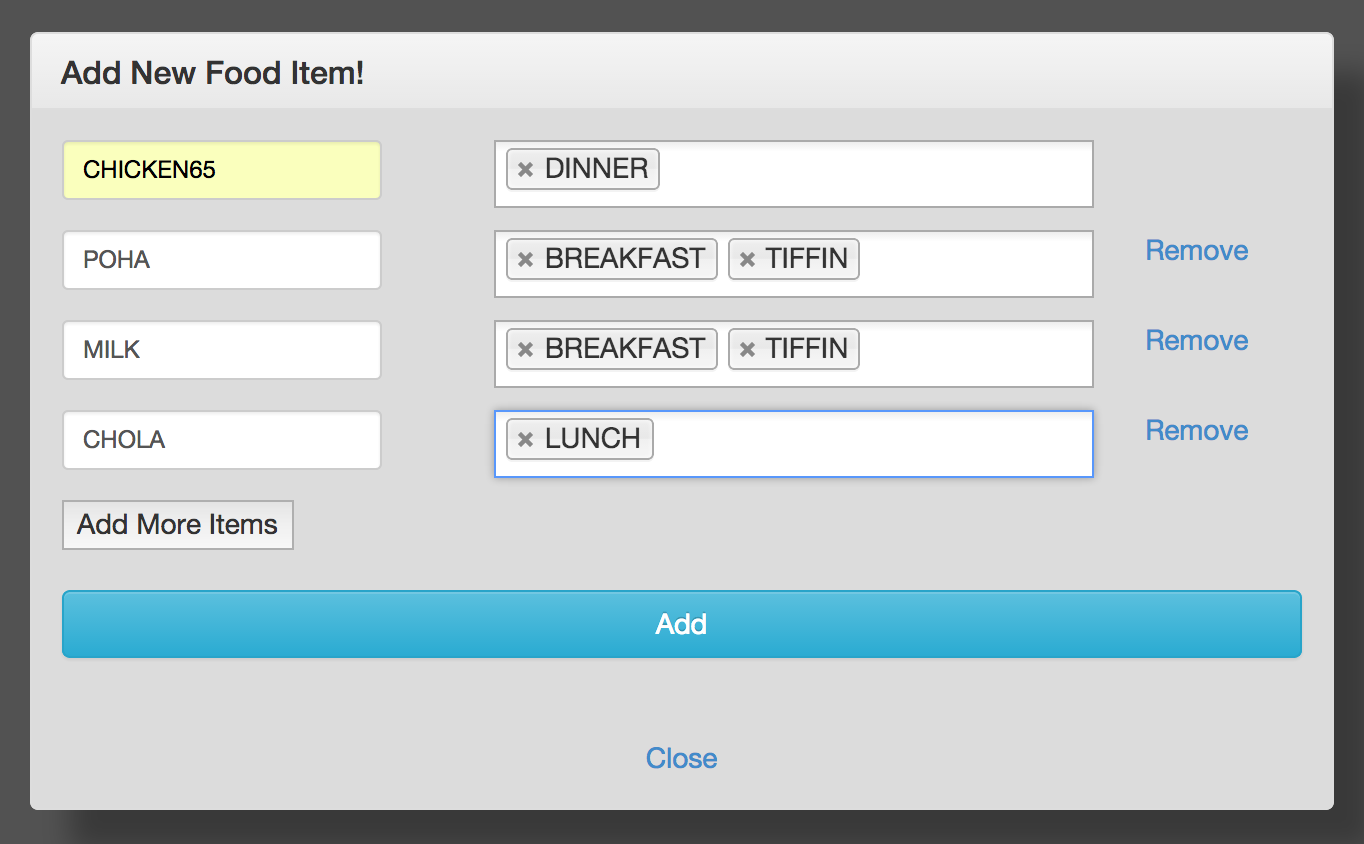 Add New Food Item!
CHICKEN65 × DINNER
POHA × BREAKFAST × TIFFIN Remove
MILK × BREAKFAST × TIFFIN Remove
CHOLA × LUNCH Remove
Add More Items
Add
Close